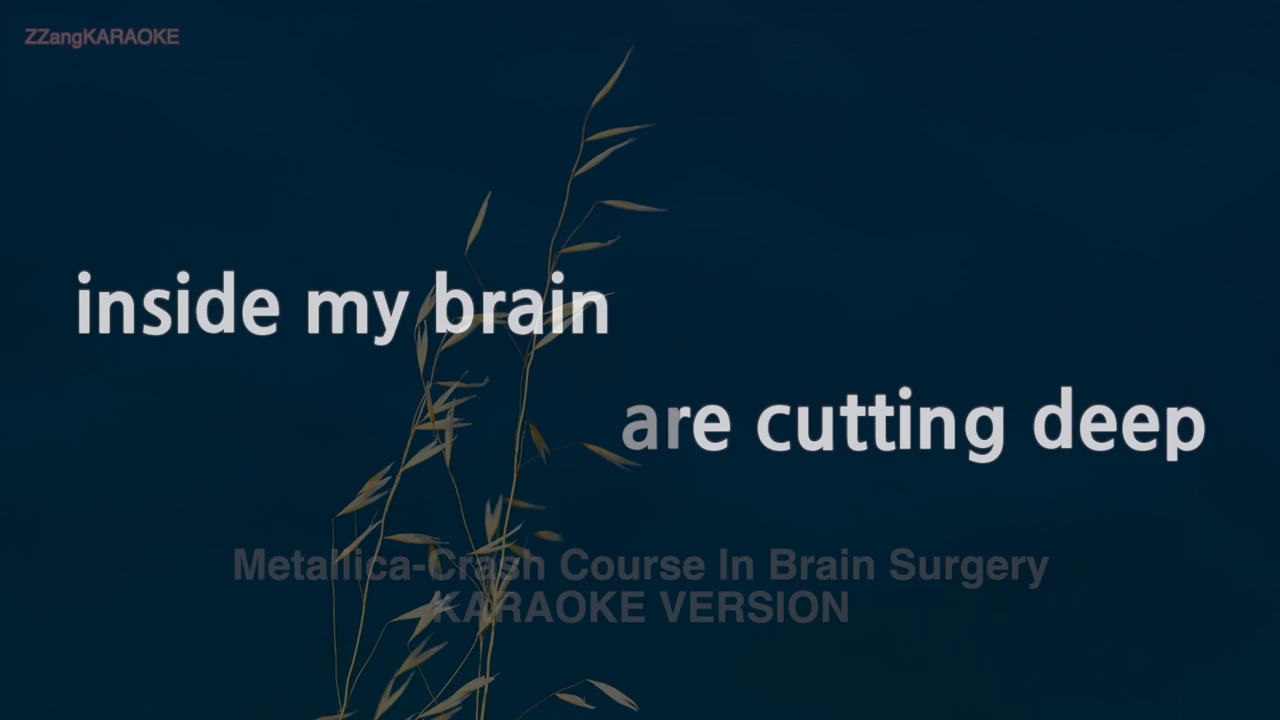 ZZangKARAOKE
inside my brain
are cutting deep
Metallica-Crash Course In Brain Surgery
KARAOKE VERSION